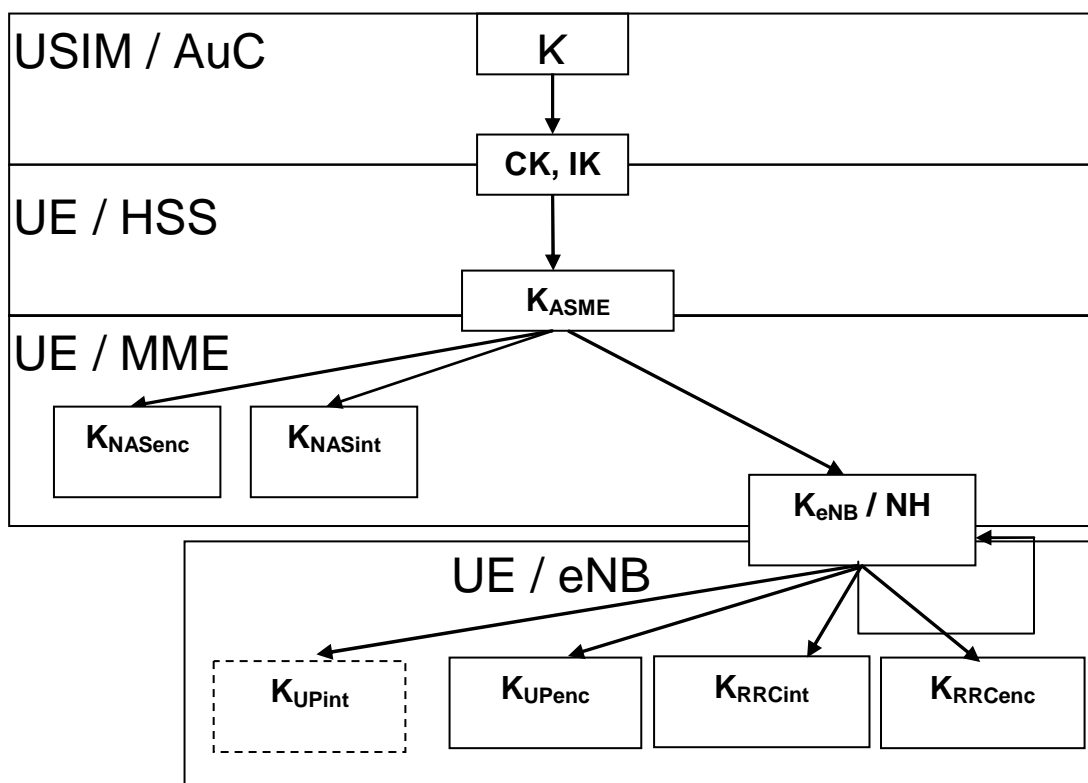 USIM / AuC
K
CK, IK
UE / HSS
KASME
UE / MME
KNASenc
KNASint
KeNB / NH
UE / eNB
KUPint
KUPenc
KRRCint
KRRCenc